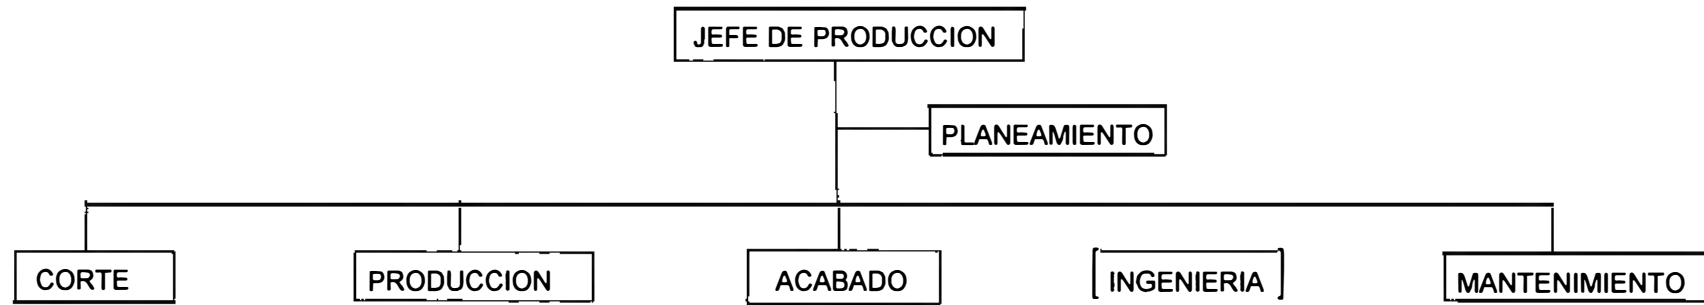 JEFE DE PRODUCCION
PLANEAMIENTO
CORTE
PRODUCCION
ACABADO
INGENIERIA
MANTENIMIENTO